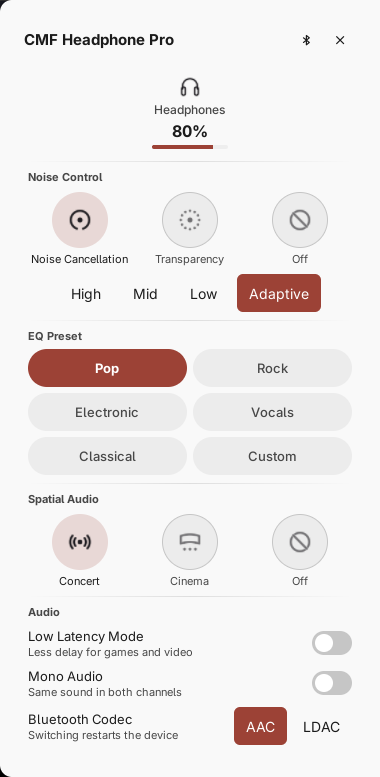 CMF Headphone Pro
Headphones
80%
Noise Control
Noise Cancellation
Transparency
Off
High
Mid
Low
Adaptive
EQ Preset
Pop
Rock
Electronic
Vocals
Classical
Custom
Spatial Audio
Concert
Cinema
Off
Audio
Low Latency Mode
Less delay for games and video
Mono Audio
Same sound in both channels
Bluetooth Codec
Switching restarts the device
AAC
LDAC